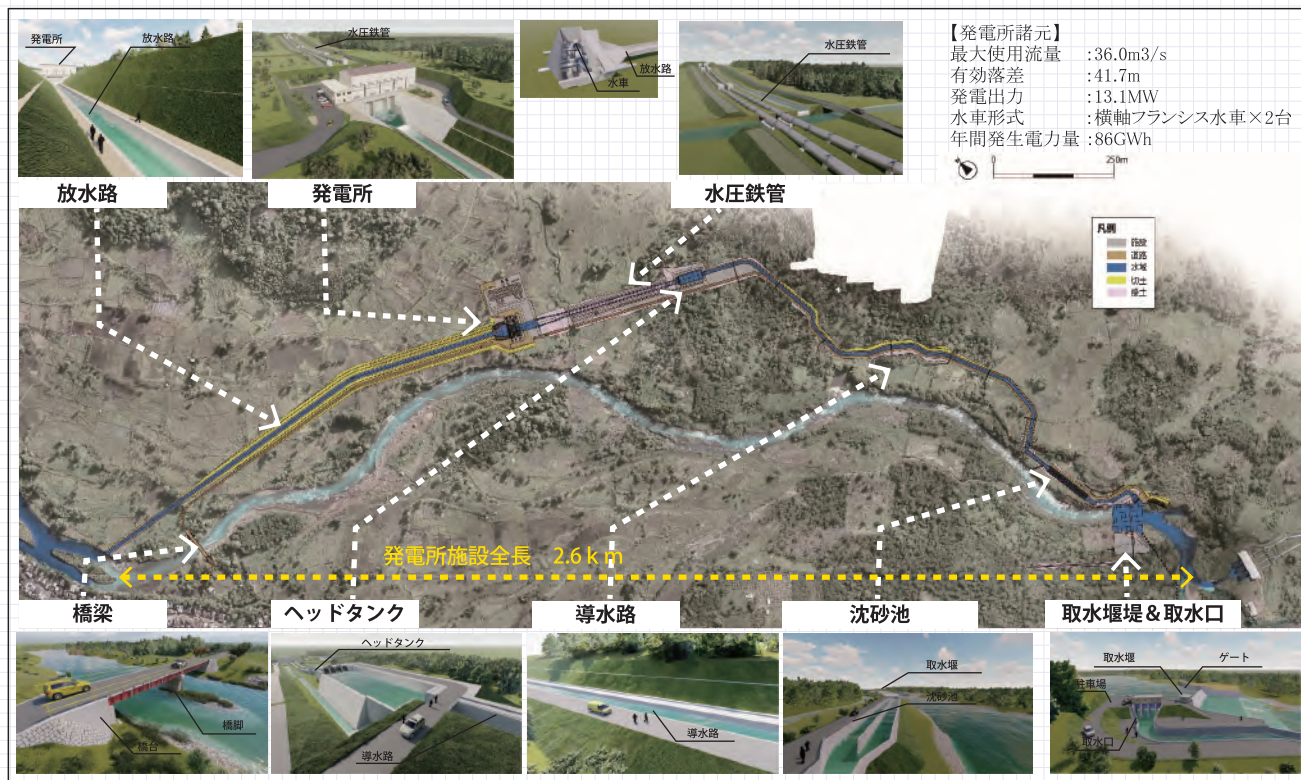 発電所
放水路
水圧鉄管
水車
放水路
水圧鉄管
【発電所諸元】
最大使用流量 :36.0m3/s
有効落差 :41.7m
発電出力 :13.1MW
水車形式 :横軸フランシス水車×2台
年間発生電力量 :86GWh
0 250m
放水路
発電所
水圧鉄管
凡例
施設
道路
水域
切土
盛土
発電所施設全長 2.6km
橋梁
ヘッドタンク
導水路
沈砂池
取水堰堤&取水口
橋脚
橋台
ヘッドタンク
導水路
導水路
取水堰
沈砂池
取水堰
ゲート
駐車場
取水口